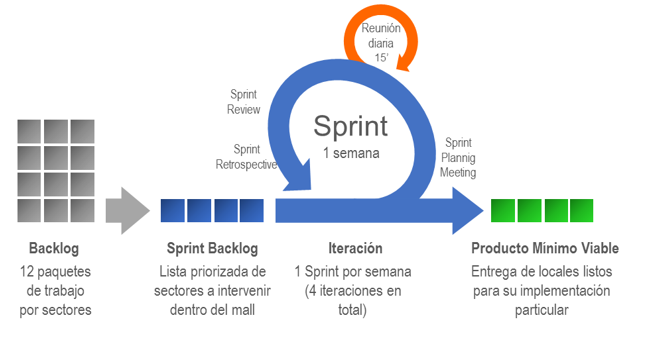 Reunión
diaria
15'
Sprint
Review
Sprint
1 semana
Sprint
Retrospective
Sprint
Plannig
Meeting
Backlog
12 paquetes
de trabajo
por sectores
Sprint Backlog
Lista priorizada de
sectores a intervenir
dentro del mall
Iteración
1 Sprint por semana
(4 iteraciones en
total)
Producto Mínimo Viable
Entrega de locales listos
para su implementación
particular